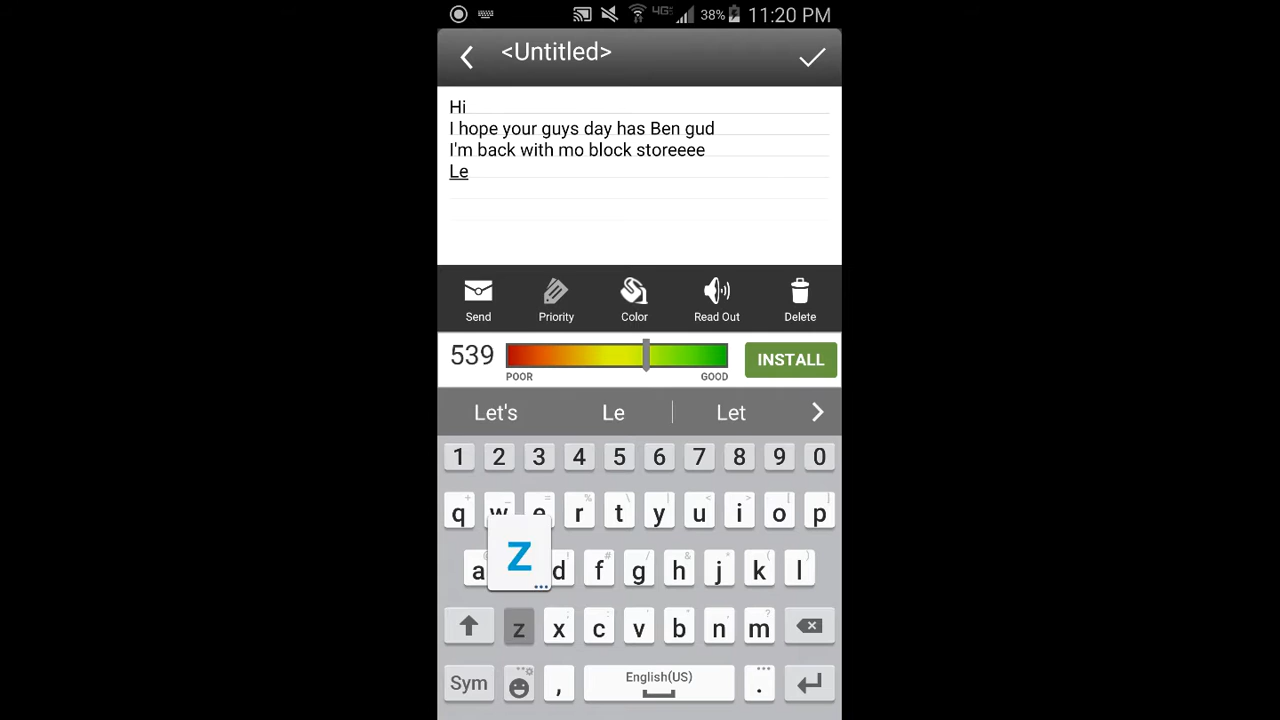 4G 38% 11:20 PM
<Untitled>
Hi
I hope your guys day has Ben gud
I'm back with mo block storeeee
Le
Send Priority Color Read Out Delete
539 POOR GOOD INSTALL
Let's Le Let
1 2 3 4 5 6 7 8 9 0
q w e r t y u i o p
a z d f g h j k l
z x c v b n m
Sym , English(US) .